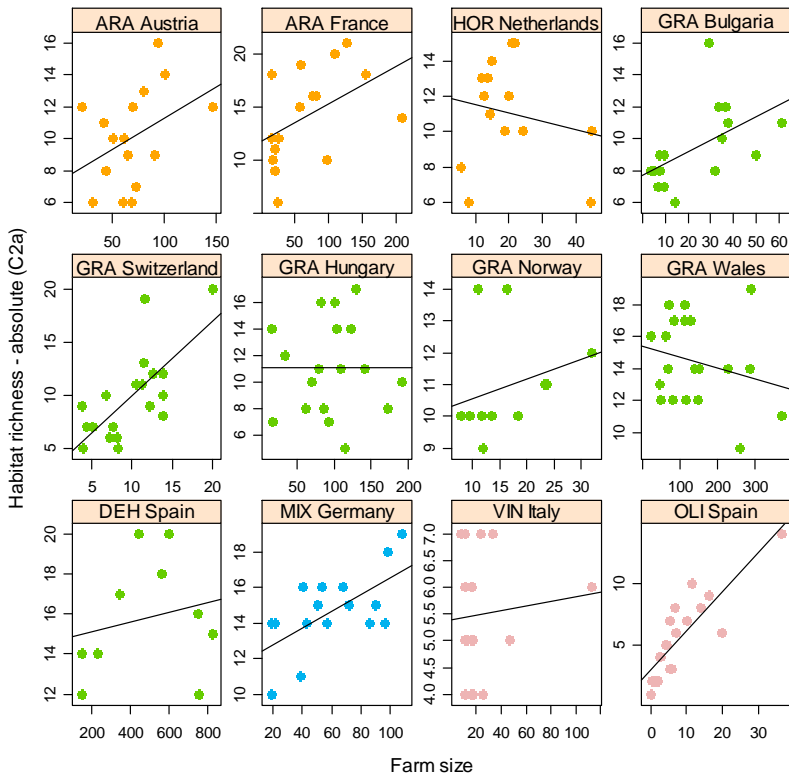 ARA Austria
ARA France
HOR Netherlands
GRA Bulgaria
6 8 10 12 14 16
10 15 20
6 8 10 12 14
6 8 10 12 14 16
50 100 150
50 100 150 200
10 20 30 40
0 10 20 30 40 50 60
GRA Switzerland
GRA Hungary
GRA Norway
GRA Wales
5 10 15 20
6 8 10 12 14 16
9 10 11 12 13 14
10 12 14 16 18
5 10 15 20
50 100 150 200
10 15 20 25 30
0 100 200 300
DEH Spain
MIX Germany
VIN Italy
OLI Spain
12 14 16 18 20
10 12 14 16 18
4.0 4.5 5.0 5.5 6.0 6.5 7.0
5 10
200 400 600 800
20 40 60 80 100
20 40 60 80 100
0 10 20 30
Habitat richness - absolute (C2a)
Farm size